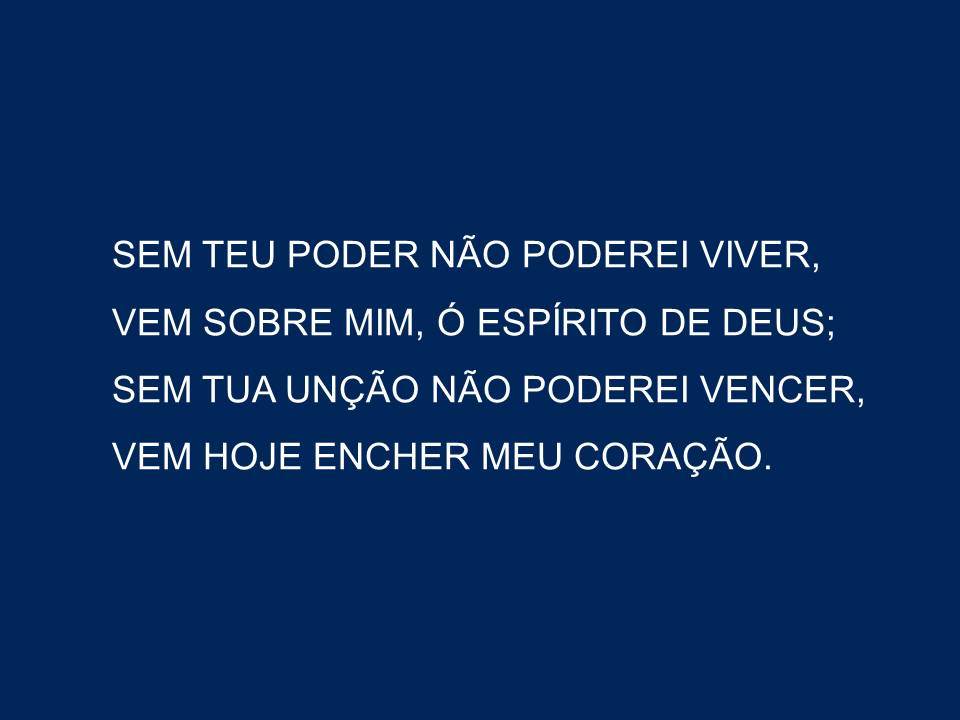 SEM TEU PODER NÃO PODEREI VIVER,
VEM SOBRE MIM, Ó ESPÍRITO DE DEUS;
SEM TUA UNÇÃO NÃO PODEREI VENCER,
VEM HOJE ENCHER MEU CORAÇÃO.